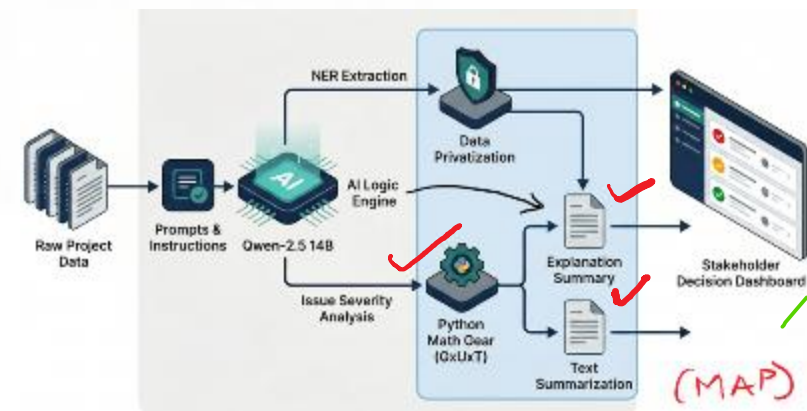 NER Extraction
Data
Privatization
AI
AI Logic
Engine
Raw Project
Data
Prompts &
Instructions
Qwen-2.5 14B
Explanation
Summary
Stakeholder
Decision Dashboard
Issue Severity
Analysis
Python
Math Gear
(GxUxT)
Text
Summarization
(MAP)